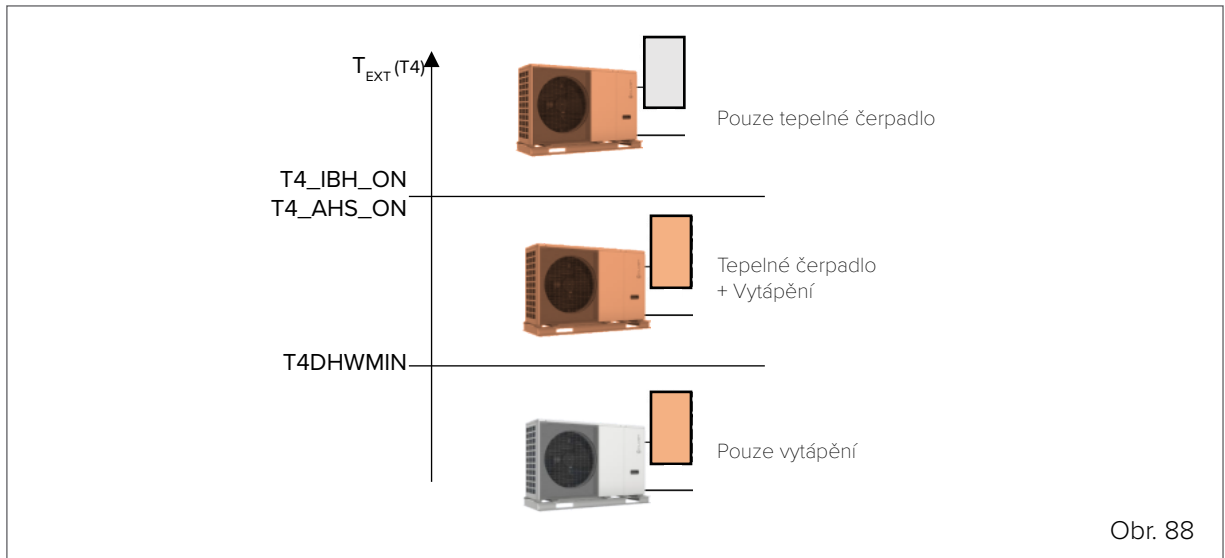 T_EXT (T4)
Pouze tepelné čerpadlo
T4_IBH_ON
T4_AHS_ON
Tepelné čerpadlo
+ Vytápění
T4DHWMIN
Pouze vytápění
Obr. 88